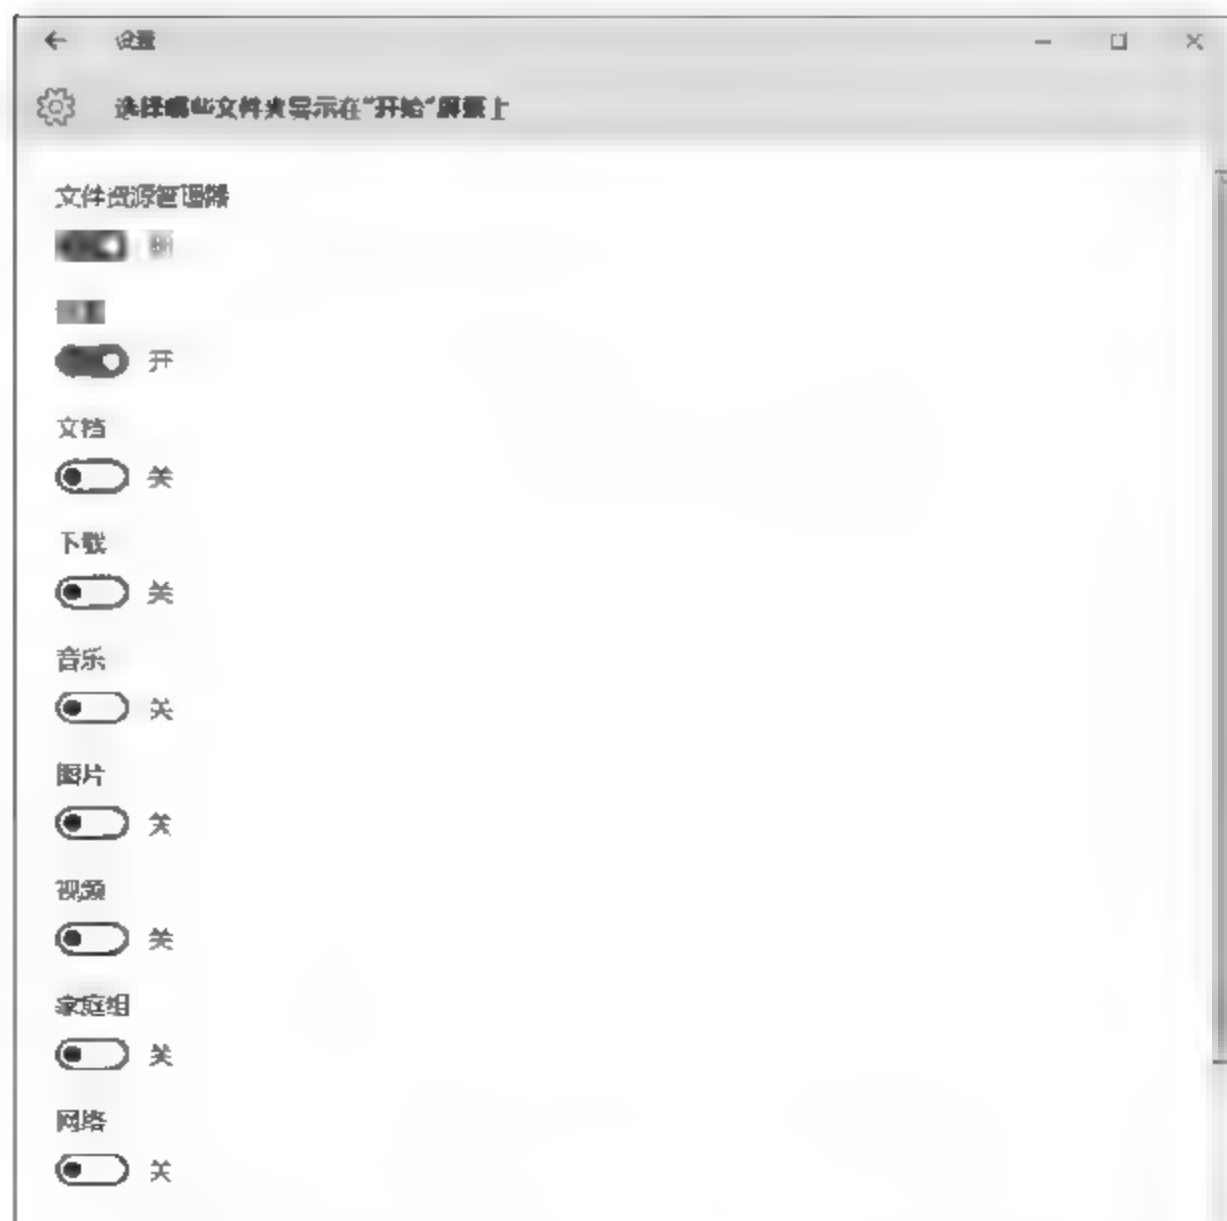 设置
选择哪些文件夹显示在“开始”屏幕上
文件资源管理器
开
文档
关
下载
关
音乐
关
图片
关
视频
关
家庭组
关
网络
关